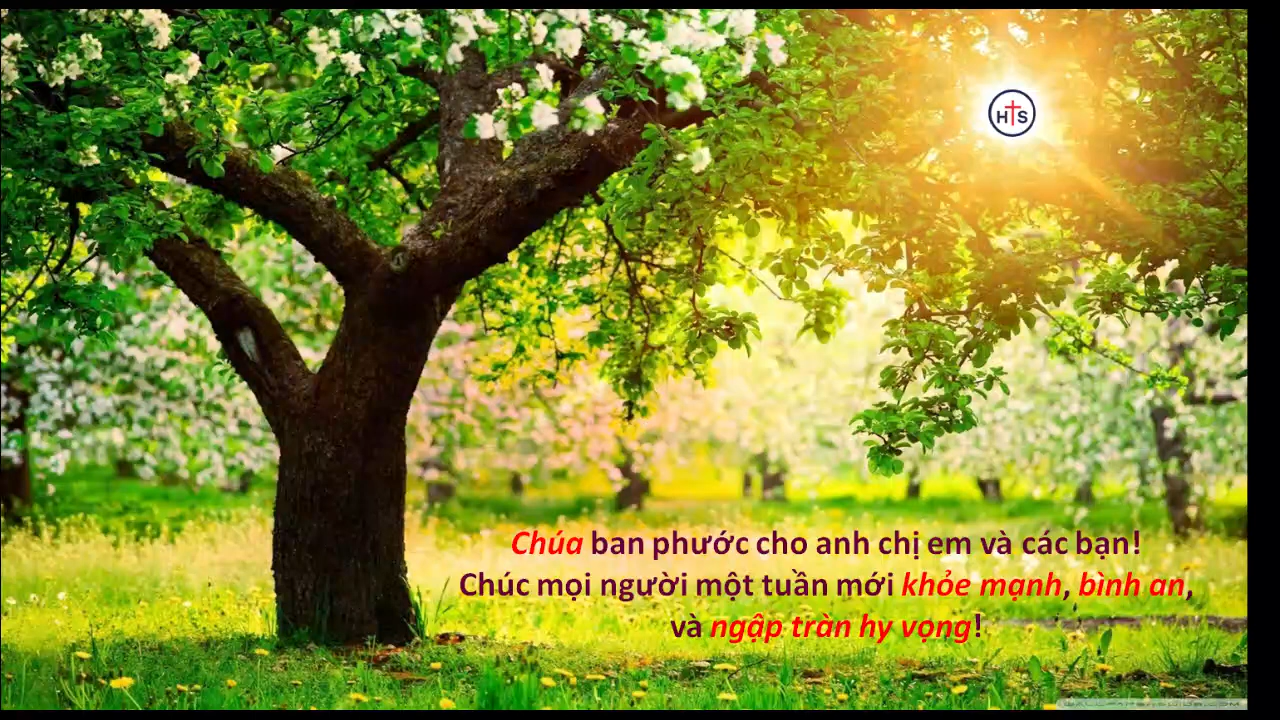 H†S
Chúa ban phước cho anh chị em và các bạn!
Chúc mọi người một tuần mới khỏe mạnh, bình an,
và ngập tràn hy vọng!